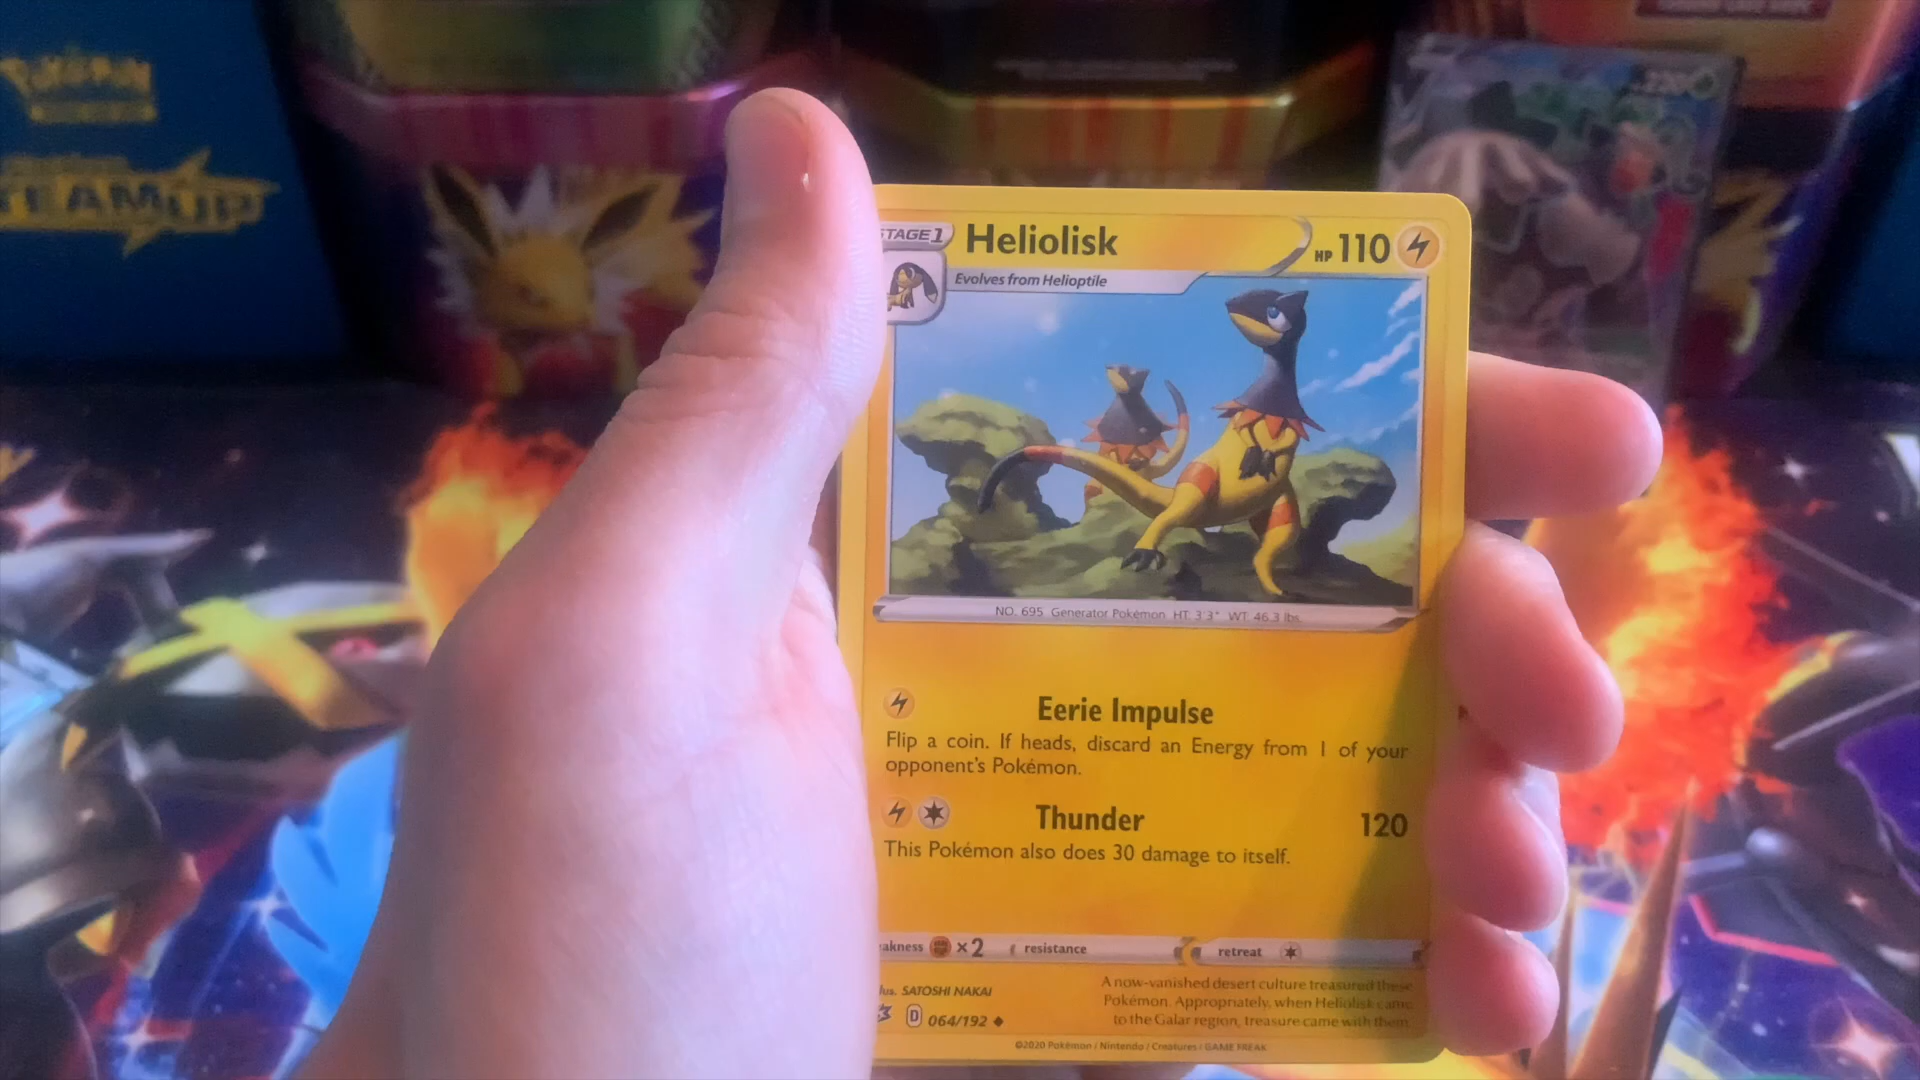 Pokémon
TEAM UP
220
STAGE 1
Heliolisk
HP 110
Evolves from Helioptile
NO. 695 Generator Pokémon HT: 3'3" WT: 46.3 lbs.
Eerie Impulse
Flip a coin. If heads, discard an Energy from 1 of your
opponent's Pokémon.
Thunder 120
This Pokémon also does 30 damage to itself.
akness ×2 resistance retreat
lus. SATOSHI NAKAI
D 064/192
A now-vanished desert culture treasured these
Pokémon. Appropriately, when Heliolisk came
to the Galar region, treasure came with them.
©2020 Pokémon / Nintendo / Creatures / GAME FREAK